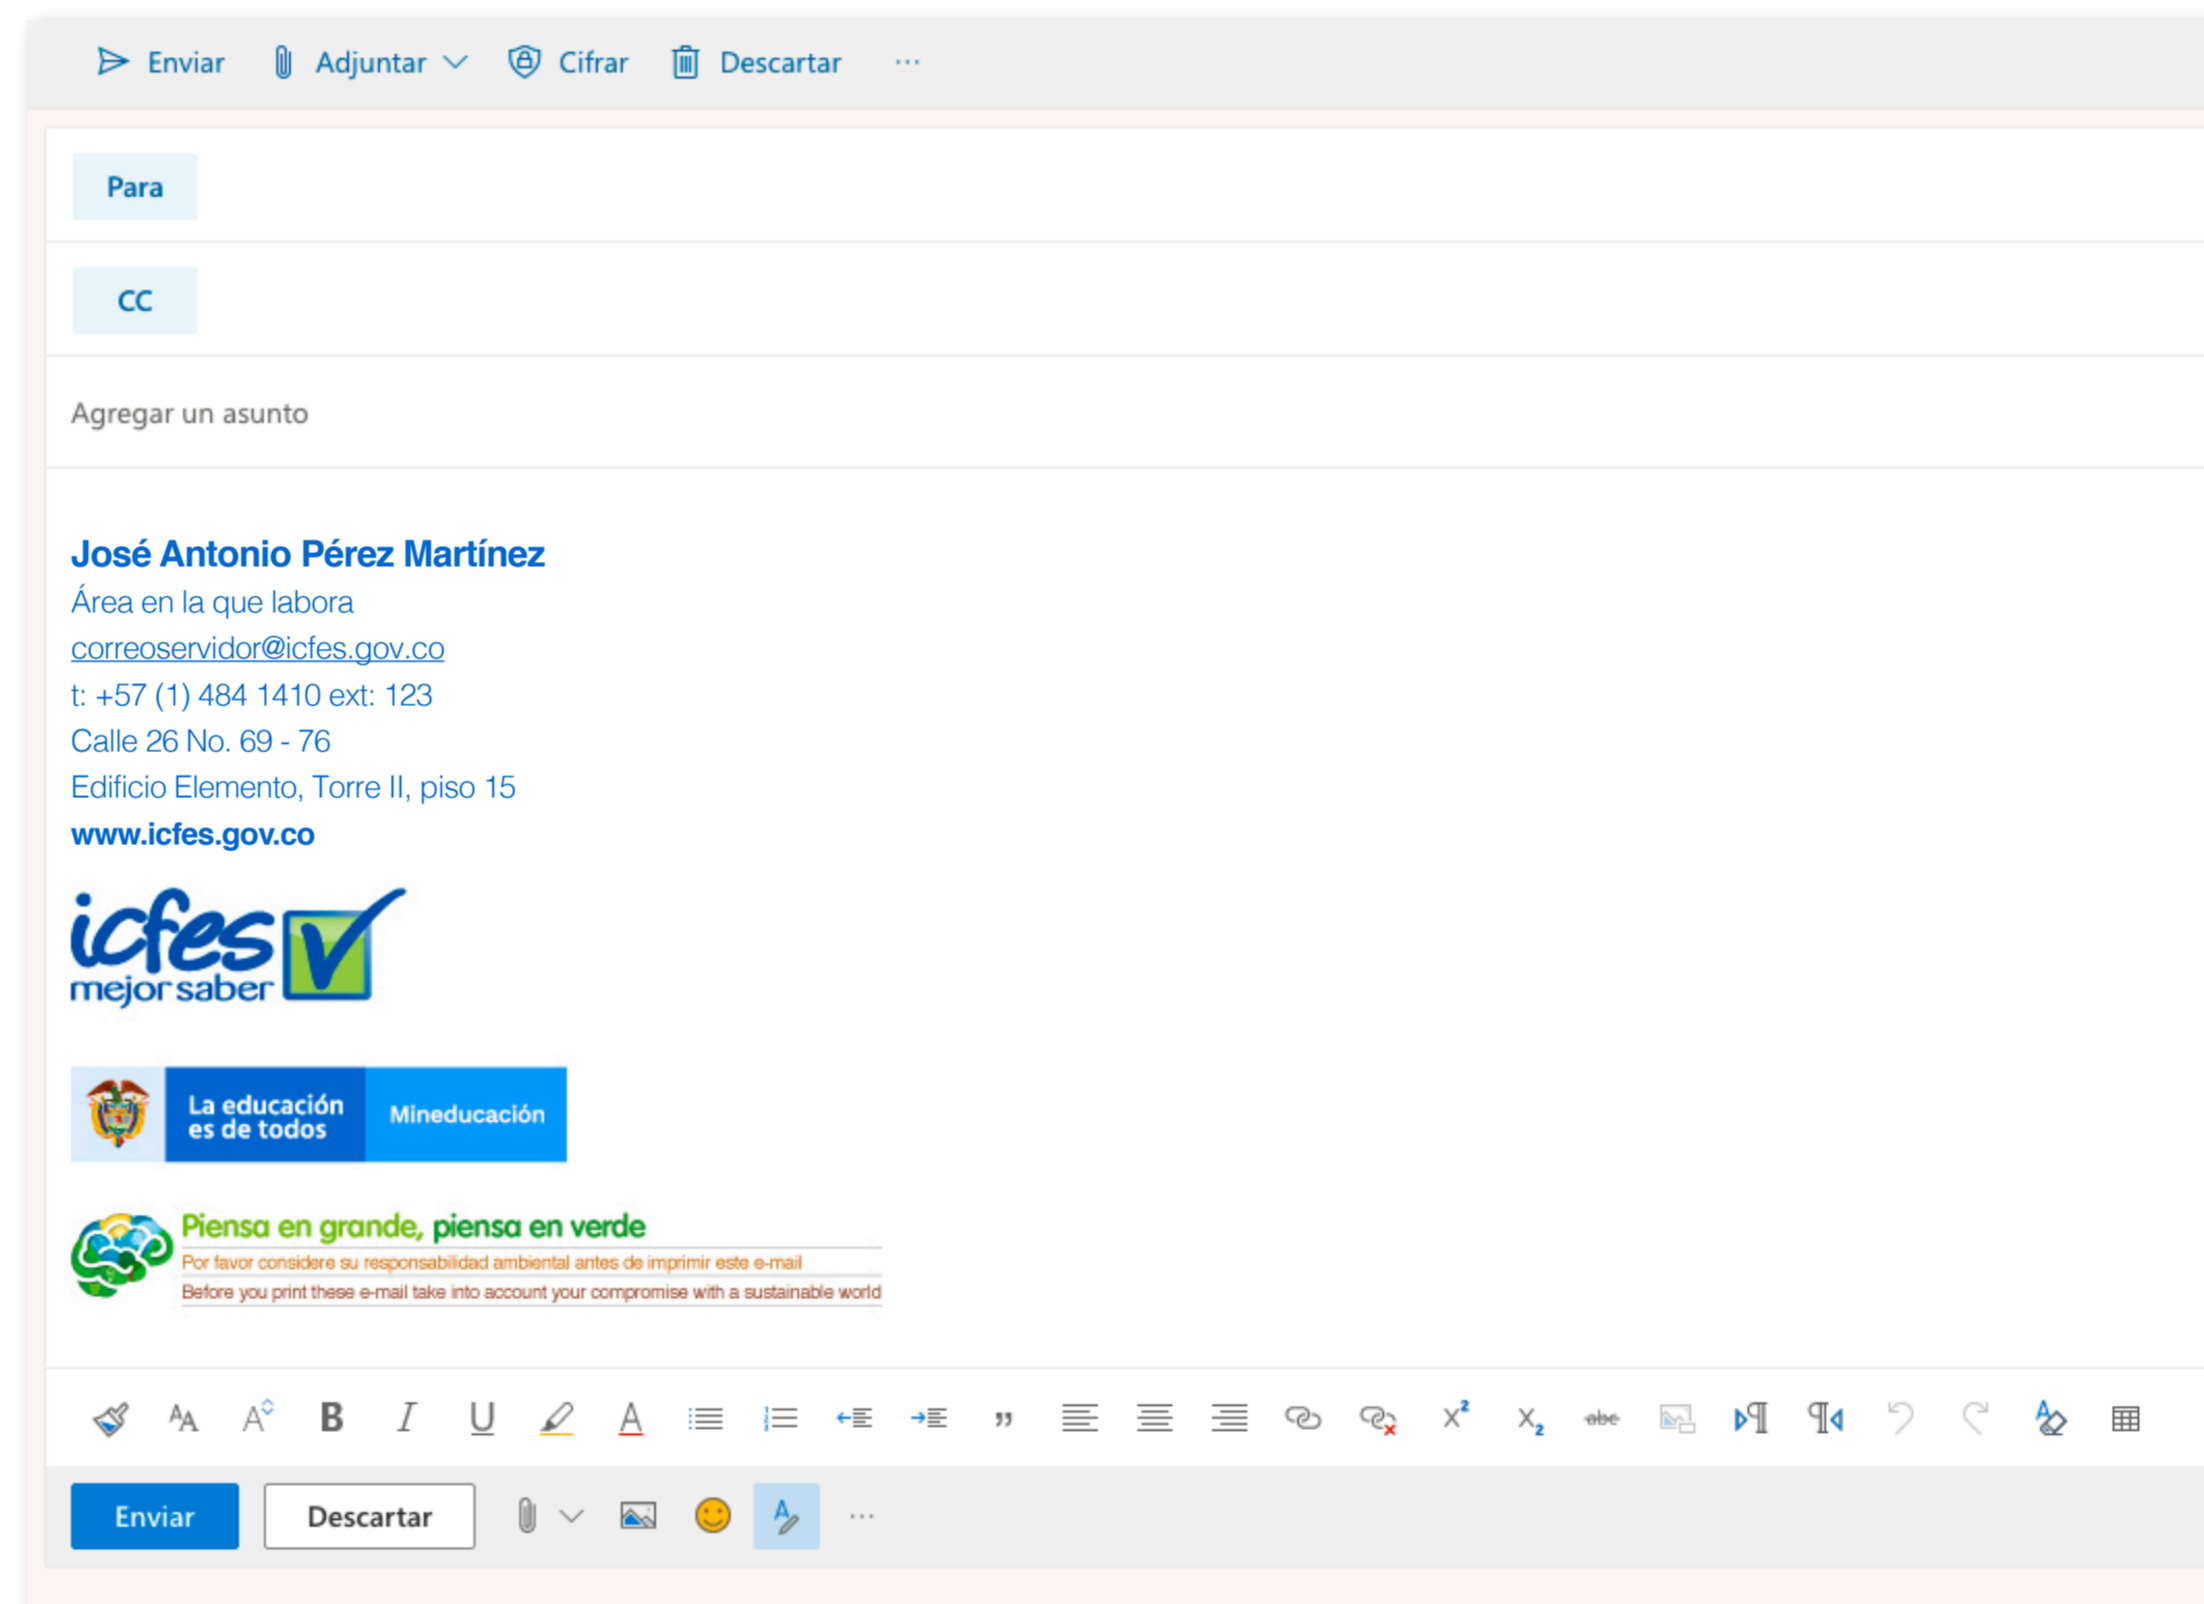 Enviar Adjuntar Cifrar Descartar ...
Para
CC
Agregar un asunto
José Antonio Pérez Martínez
Área en la que labora
correoservidor@icfes.gov.co
t: +57 (1) 484 1410 ext: 123
Calle 26 No. 69 - 76
Edificio Elemento, Torre II, piso 15
www.icfes.gov.co
icfes
mejor saber
La educación
es de todos
Mineducación
Piensa en grande, piensa en verde
Por favor considere su responsabilidad ambiental antes de imprimir este e-mail
Before you print these e-mail take into account your compromise with a sustainable world
Enviar Descartar ...